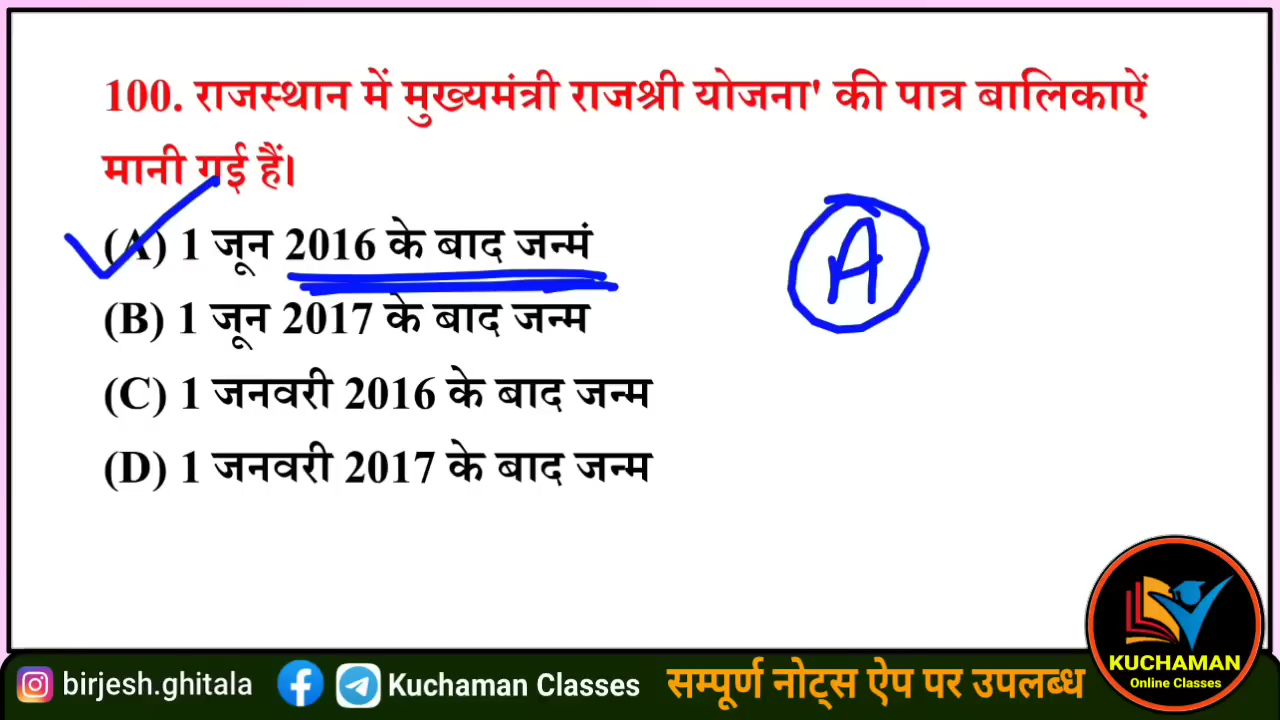 100. राजस्थान में मुख्यमंत्री राजश्री योजना' की पात्र बालिकाऐं
मानी गई हैं।
(A) 1 जून 2016 के बाद जन्मं
A
(B) 1 जून 2017 के बाद जन्म
(C) 1 जनवरी 2016 के बाद जन्म
(D) 1 जनवरी 2017 के बाद जन्म
KUCHAMAN
Online Classes
birjesh.ghitala
Kuchaman Classes
सम्पूर्ण नोट्स ऐप पर उपलब्ध